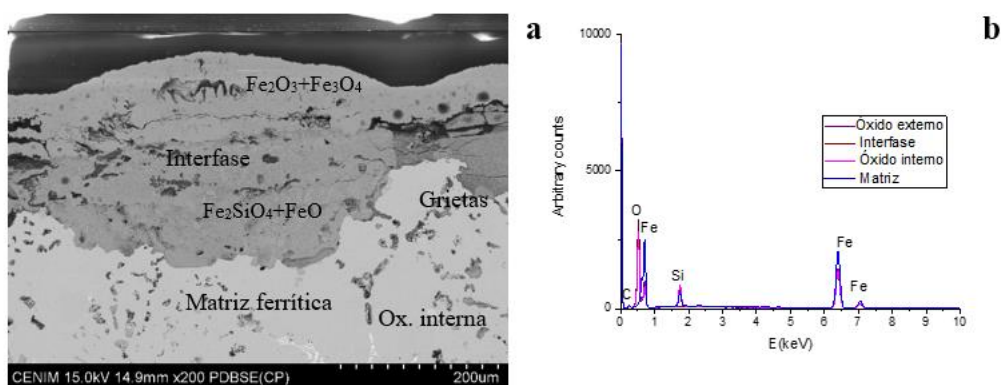 a
Fe₂O₃+Fe₃O₄
Interfase
Grietas
Fe₂SiO₄+FeO
Matriz ferrítica
Ox. interna
CENIM 15.0kV 14.9mm x200 PDBSE(CP)
200um
b
10000
5000
0
Arbitrary counts
Óxido externo
Interfase
Óxido interno
Matriz
O
Fe
C
Si
Fe
Fe
0 1 2 3 4 5 6 7 8 9 10
E(keV)